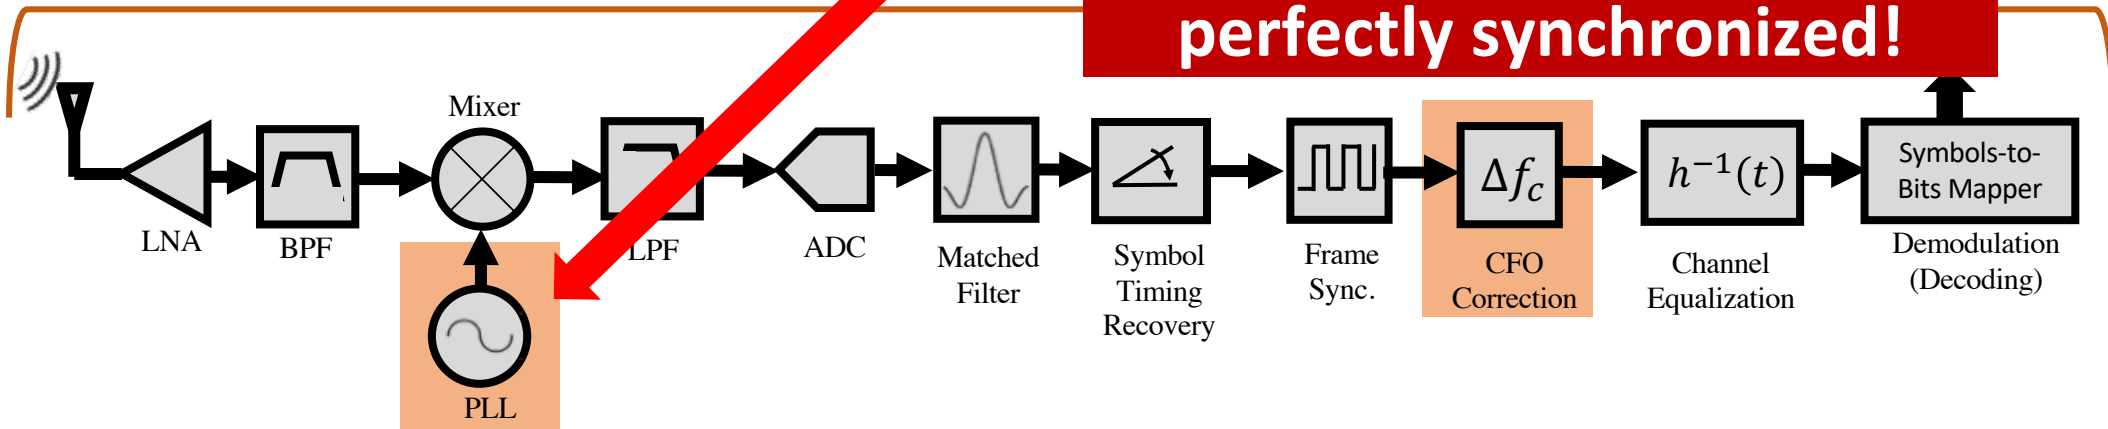 perfectly synchronized!
Mixer
LNA
BPF
LPF
ADC
Matched
Filter
Symbol
Timing
Recovery
Frame
Sync.
Δf_c
CFO
Correction
h⁻¹(t)
Channel
Equalization
Symbols-to-
Bits Mapper
Demodulation
(Decoding)
PLL